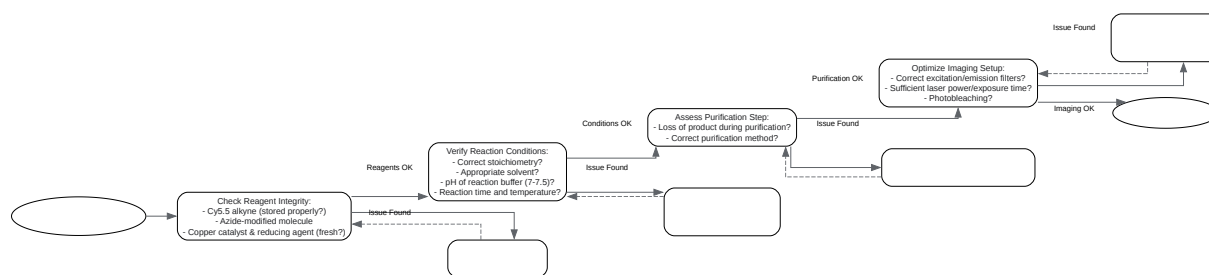 Check Reagent Integrity:
- Cy5.5 alkyne (stored properly?)
- Azide-modified molecule
- Copper catalyst & reducing agent (fresh?)
Reagents OK
Issue Found
Verify Reaction Conditions:
- Correct stoichiometry?
- Appropriate solvent?
- pH of reaction buffer (7-7.5)?
- Reaction time and temperature?
Conditions OK
Issue Found
Assess Purification Step:
- Loss of product during purification?
- Correct purification method?
Purification OK
Issue Found
Optimize Imaging Setup:
- Correct excitation/emission filters?
- Sufficient laser power/exposure time?
- Photobleaching?
Issue Found
Imaging OK